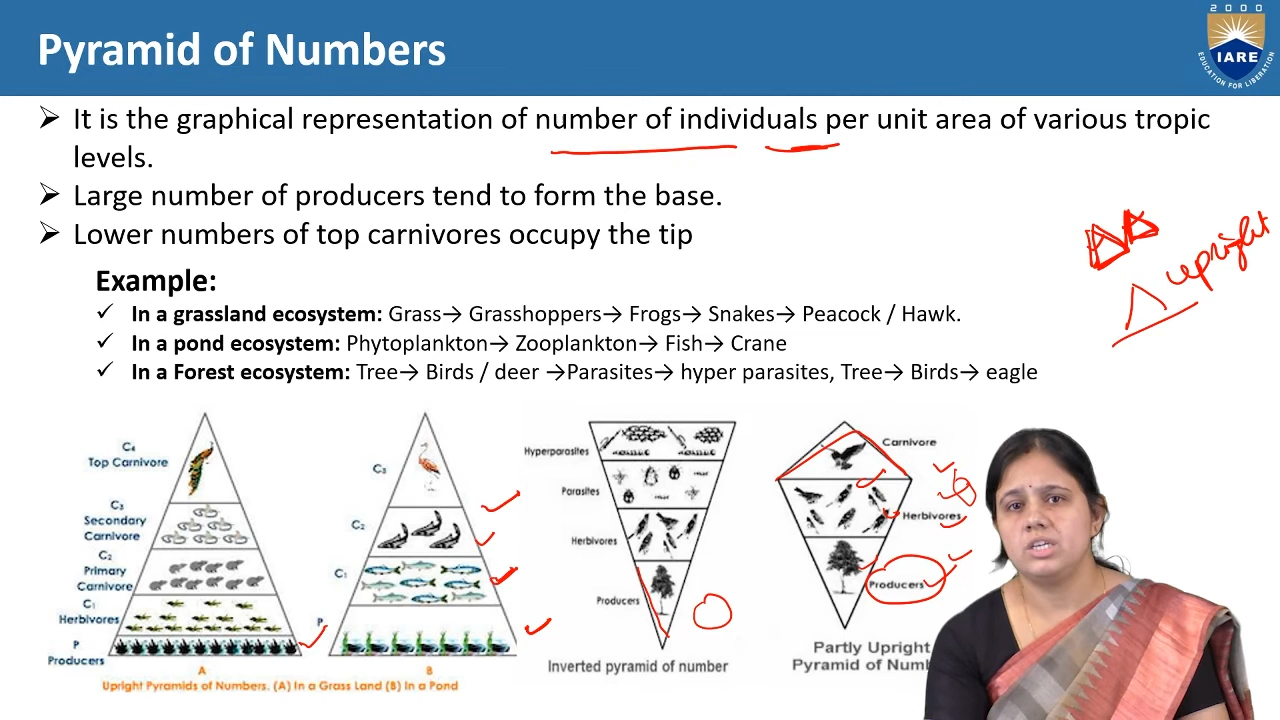 Pyramid of Numbers
2000
IARE
EDUCATION FOR LIBERATION
➢ It is the graphical representation of number of individuals per unit area of various tropic
levels.
➢ Large number of producers tend to form the base.
➢ Lower numbers of top carnivores occupy the tip
upright
Example:
✓ In a grassland ecosystem: Grass→ Grasshoppers→ Frogs→ Snakes→ Peacock / Hawk.
✓ In a pond ecosystem: Phytoplankton→ Zooplankton→ Fish→ Crane
✓ In a Forest ecosystem: Tree→ Birds / deer →Parasites→ hyper parasites, Tree→ Birds→ eagle
C4
Top Carnivore
C3
Secondary
Carnivore
C2
Primary
Carnivore
C1
Herbivores
P
Producers
A
C3
C2
C1
P
B
Upright Pyramids of Numbers. (A) In a Grass Land (B) In a Pond
Hyperparasites
Parasites
Herbivores
Producers
Inverted pyramid of number
Carnivore
Herbivores
Producers
Partly Upright
Pyramid of Num